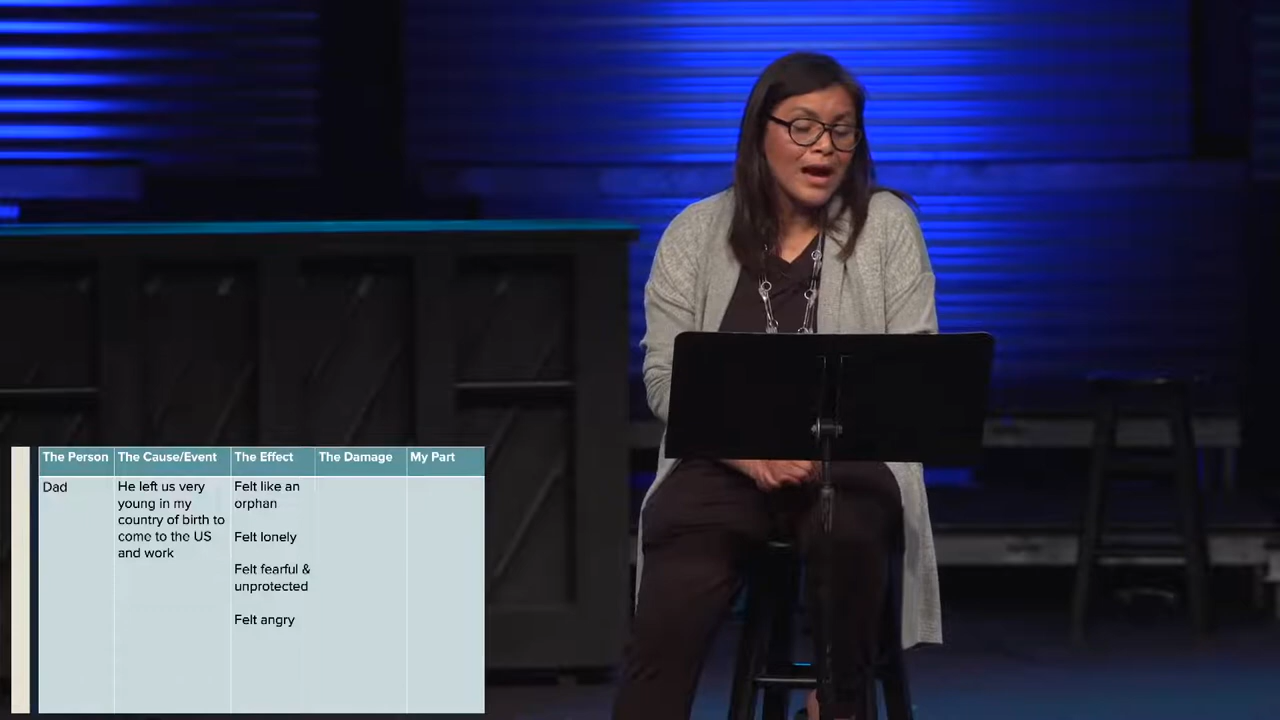 The Person The Cause/Event The Effect The Damage My Part
Dad
He left us very
young in my
country of birth to
come to the US
and work
Felt like an
orphan
Felt lonely
Felt fearful &
unprotected
Felt angry